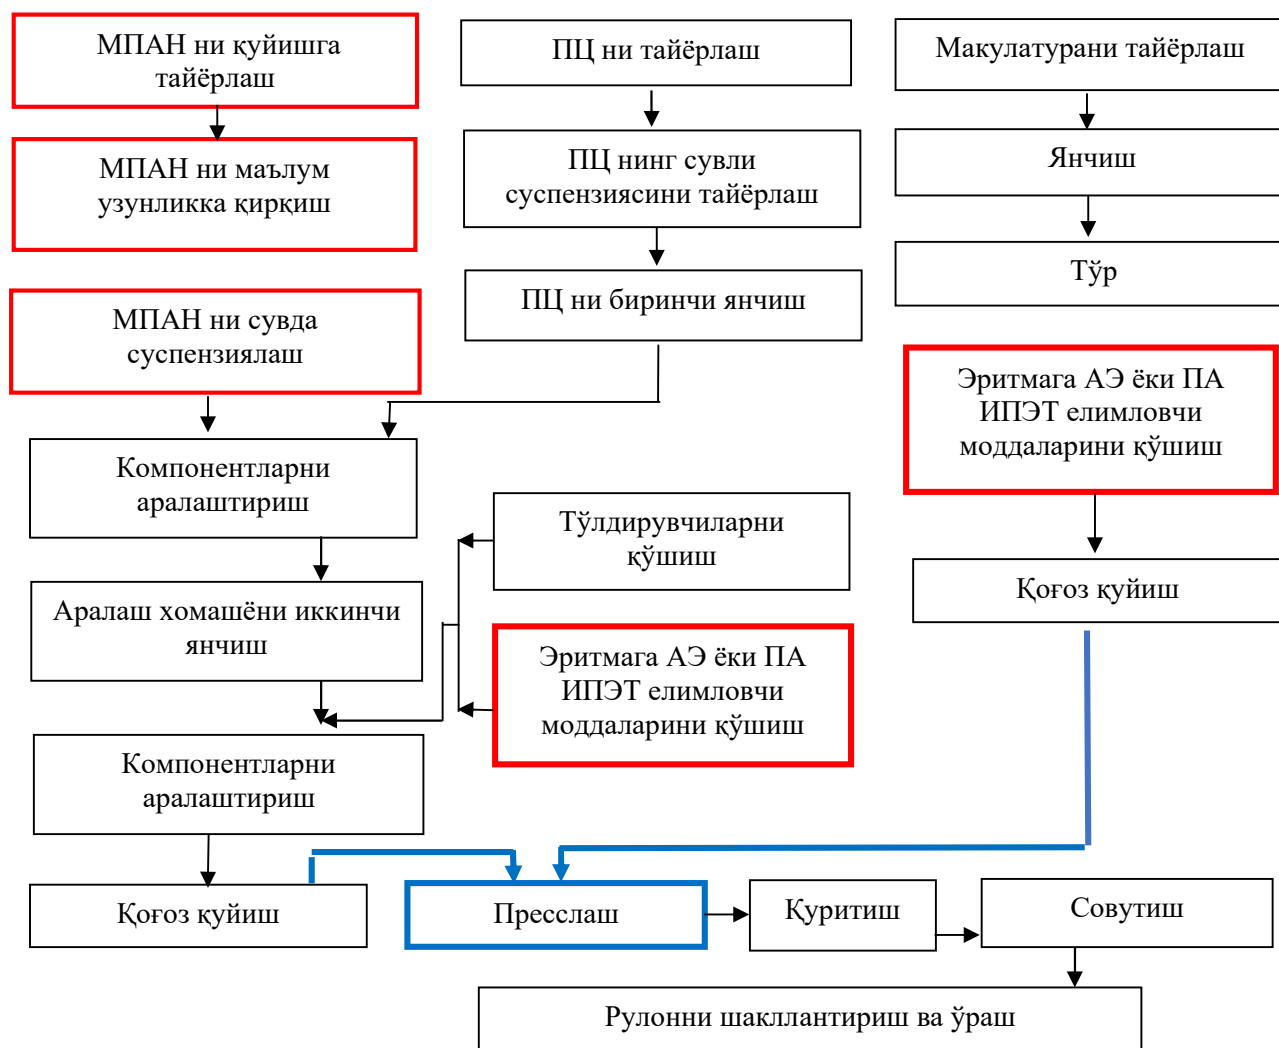 МПАН ни қуйишга
тайёрлаш
ПЦ ни тайёрлаш
Макулатурани тайёрлаш
МПАН ни маълум
узунликка қирқиш
ПЦ нинг сувли
суспензиясини тайёрлаш
Янчиш
Тўр
МПАН ни сувда
суспензиялаш
ПЦ ни биринчи янчиш
Эритмага АЭ ёки ПА
ИПЭТ елимловчи
моддаларини қўшиш
Компонентларни
аралаштириш
Тўлдирувчиларни
қўшиш
Қоғоз қуйиш
Аралаш хомашёни иккинчи
янчиш
Эритмага АЭ ёки ПА
ИПЭТ елимловчи
моддаларини қўшиш
Компонентларни
аралаштириш
Қоғоз қуйиш
Пресслаш
Қуритиш
Совутиш
Рулонни шакллантириш ва ўраш